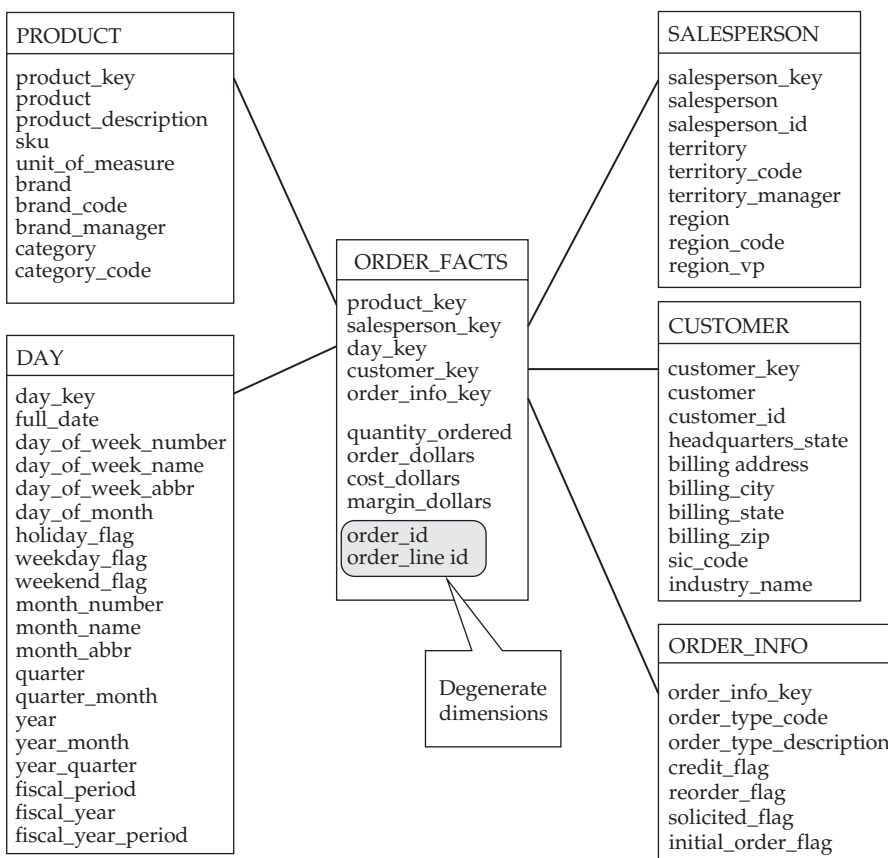 PRODUCT
product_key
product
product_description
sku
unit_of_measure
brand
brand_code
brand_manager
category
category_code
DAY
day_key
full_date
day_of_week_number
day_of_week_name
day_of_week_abbr
day_of_month
holiday_flag
weekday_flag
weekend_flag
month_number
month_name
month_abbr
quarter
quarter_month
year
year_month
year_quarter
fiscal_period
fiscal_year
fiscal_year_period
ORDER_FACTS
product_key
salesperson_key
day_key
customer_key
order_info_key
quantity_ordered
order_dollars
cost_dollars
margin_dollars
order_id
order_line id
Degenerate
dimensions
SALESPERSON
salesperson_key
salesperson
salesperson_id
territory
territory_code
territory_manager
region
region_code
region_vp
CUSTOMER
customer_key
customer
customer_id
headquarters_state
billing address
billing_city
billing_state
billing_zip
sic_code
industry_name
ORDER_INFO
order_info_key
order_type_code
order_type_description
credit_flag
reorder_flag
solicited_flag
initial_order_flag